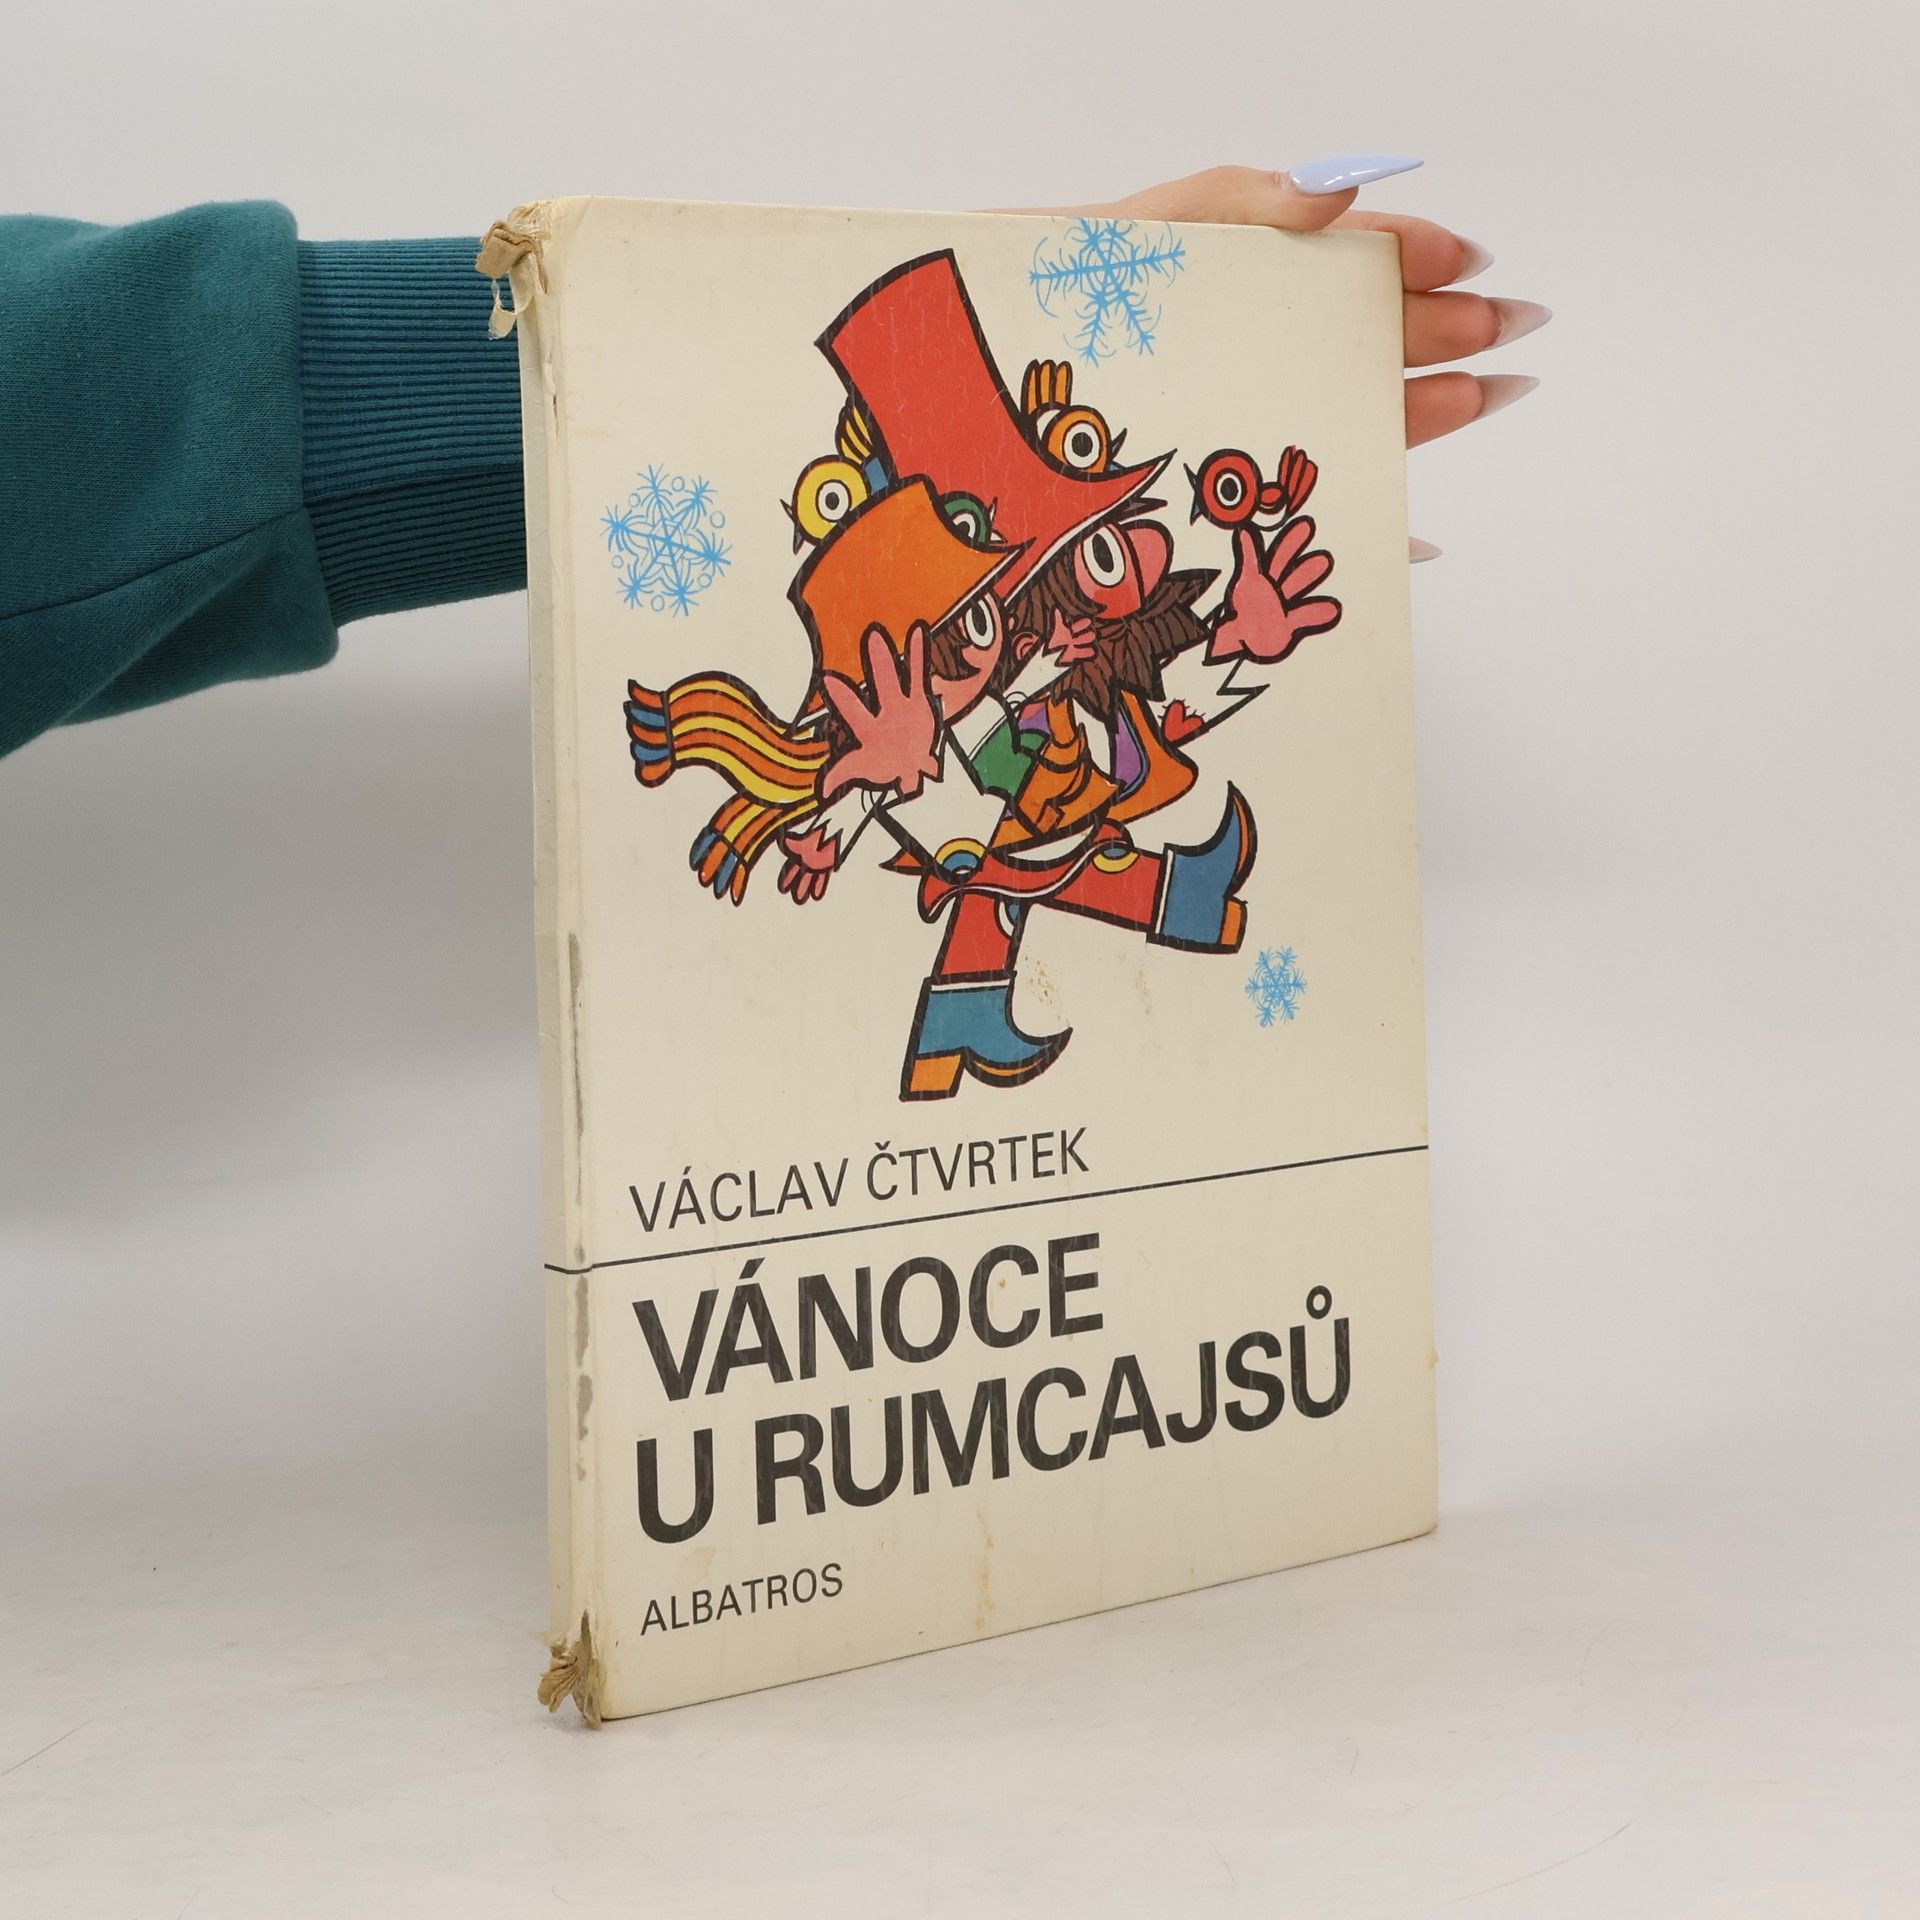 VÁCLAV ČTVRTEK
VÁNOCE
U RUMCAJSŮ
ALBATROS